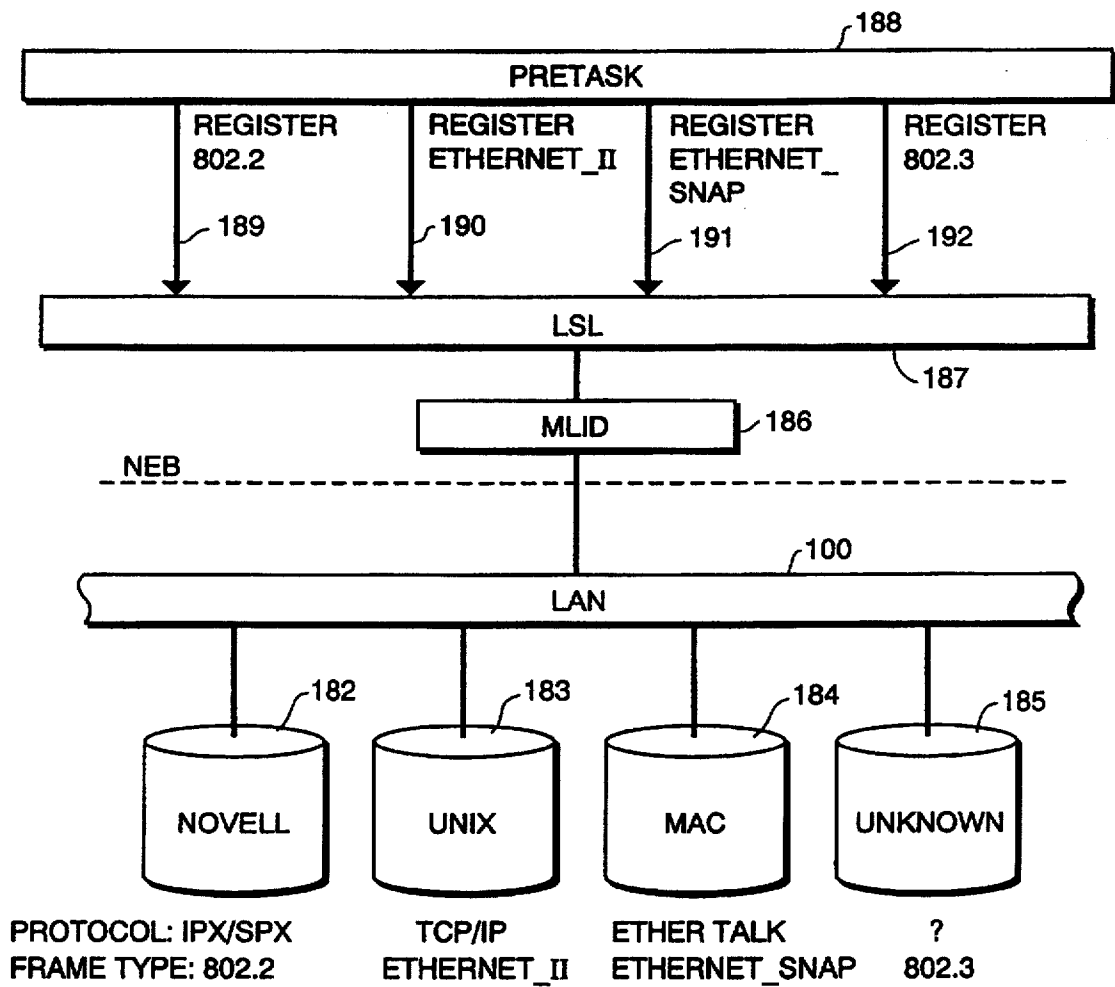 188
PRETASK
REGISTER 802.2
REGISTER ETHERNET_II
REGISTER ETHERNET_ SNAP
REGISTER 802.3
189
190
191
192
LSL
187
MLID
186
NEB
100
LAN
182
183
184
185
NOVELL
UNIX
MAC
UNKNOWN
PROTOCOL: IPX/SPX TCP/IP ETHER TALK ?
FRAME TYPE: 802.2 ETHERNET_II ETHERNET_SNAP 802.3